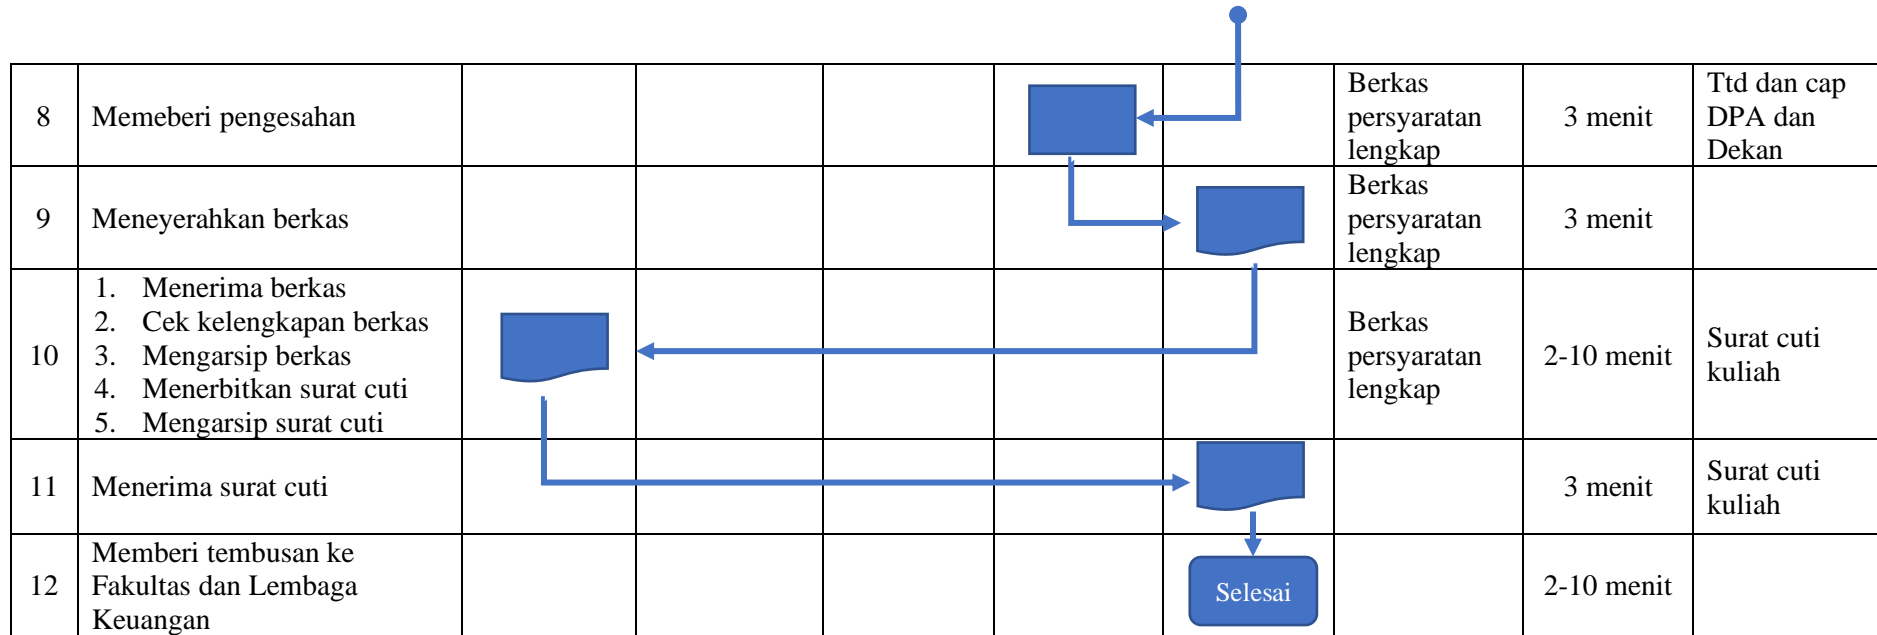 8
Memeberi pengesahan
Berkas
persyaratan
lengkap
3 menit
Ttd dan cap
DPA dan
Dekan
9
Meneyerahkan berkas
Berkas
persyaratan
lengkap
3 menit
10
1. Menerima berkas
2. Cek kelengkapan berkas
3. Mengarsip berkas
4. Menerbitkan surat cuti
5. Mengarsip surat cuti
Berkas
persyaratan
lengkap
2-10 menit
Surat cuti
kuliah
11
Menerima surat cuti
3 menit
Surat cuti
kuliah
12
Memberi tembusan ke
Fakultas dan Lembaga
Keuangan
Selesai
2-10 menit